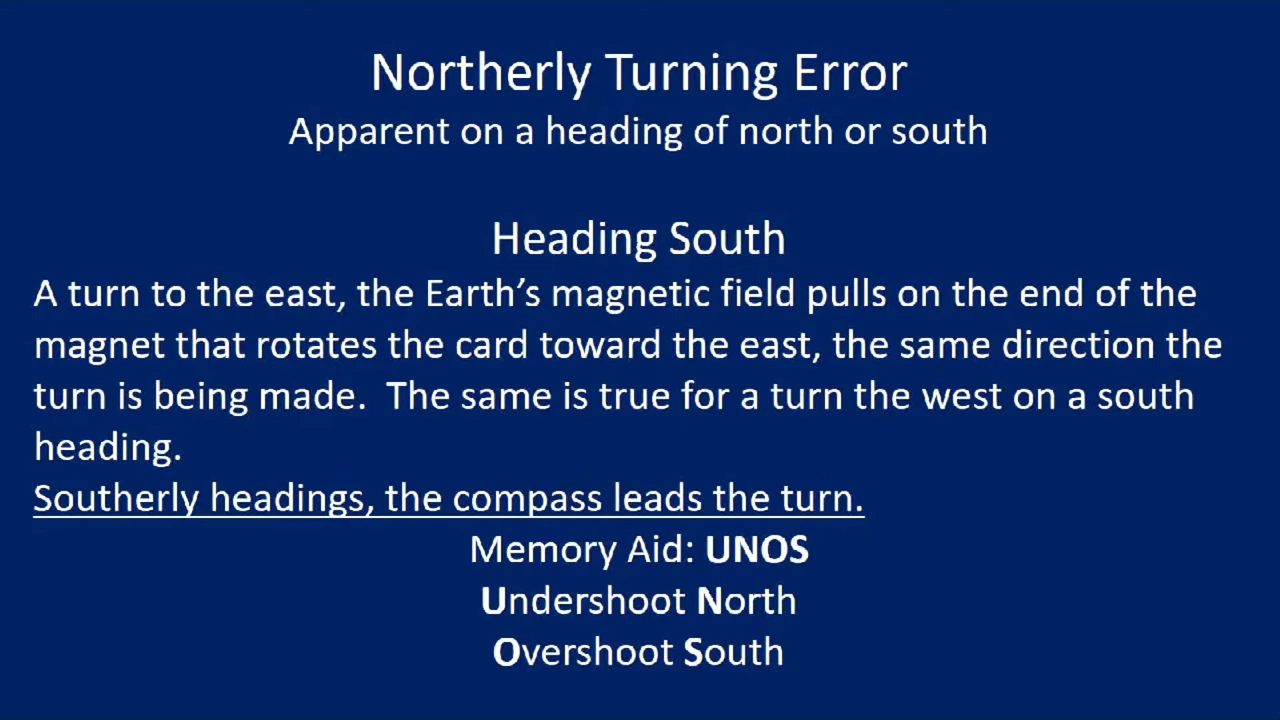 Northerly Turning Error
Apparent on a heading of north or south
Heading South
A turn to the east, the Earth’s magnetic field pulls on the end of the
magnet that rotates the card toward the east, the same direction the
turn is being made.  The same is true for a turn the west on a south
heading.
Southerly headings, the compass leads the turn.
Memory Aid: UNOS
Undershoot North
Overshoot South